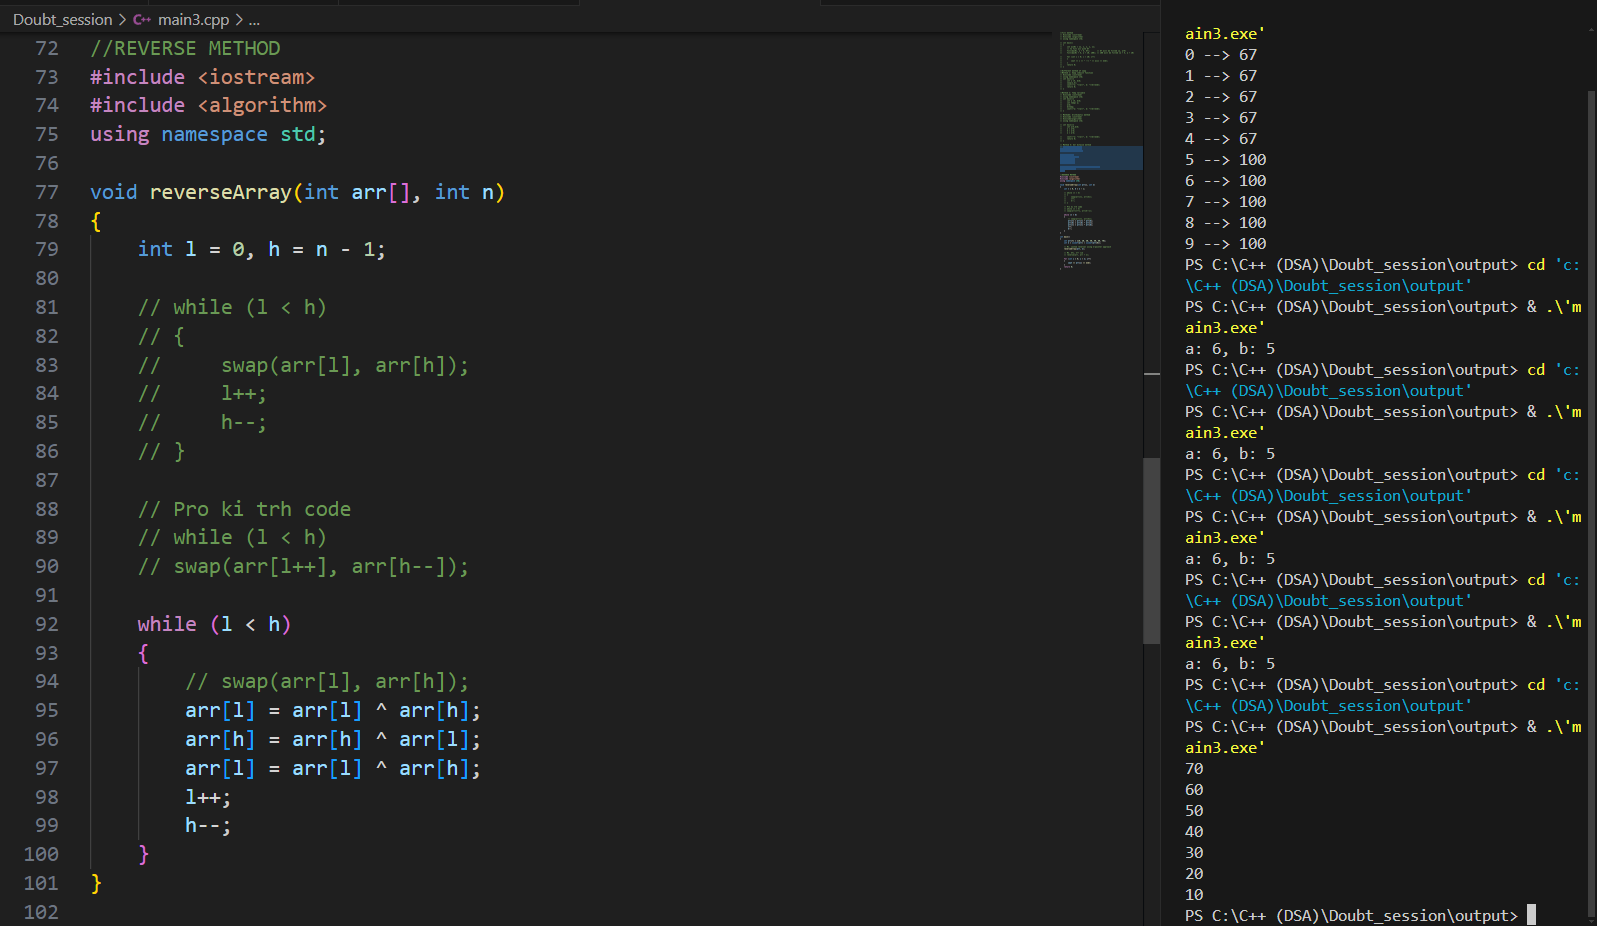 Doubt_session > C++ main3.cpp > ...
72 //REVERSE METHOD
73 #include <iostream>
74 #include <algorithm>
75 using namespace std;
76
77 void reverseArray(int arr[], int n)
78 {
79     int l = 0, h = n - 1;
80
81     // while (l < h)
82     // {
83     //     swap(arr[l], arr[h]);
84     //     l++;
85     //     h--;
86     // }
87
88     // Pro ki trh code
89     // while (l < h)
90     // swap(arr[l++], arr[h--]);
91
92     while (l < h)
93     {
94         // swap(arr[l], arr[h]);
95         arr[l] = arr[l] ^ arr[h];
96         arr[h] = arr[h] ^ arr[l];
97         arr[l] = arr[l] ^ arr[h];
98         l++;
99         h--;
100     }
101 }
102
ain3.exe'
0 --> 67
1 --> 67
2 --> 67
3 --> 67
4 --> 67
5 --> 100
6 --> 100
7 --> 100
8 --> 100
9 --> 100
PS C:\C++ (DSA)\Doubt_session\output> cd 'c:
\C++ (DSA)\Doubt_session\output'
PS C:\C++ (DSA)\Doubt_session\output> & .\'m
ain3.exe'
a: 6, b: 5
PS C:\C++ (DSA)\Doubt_session\output> cd 'c:
\C++ (DSA)\Doubt_session\output'
PS C:\C++ (DSA)\Doubt_session\output> & .\'m
ain3.exe'
a: 6, b: 5
PS C:\C++ (DSA)\Doubt_session\output> cd 'c:
\C++ (DSA)\Doubt_session\output'
PS C:\C++ (DSA)\Doubt_session\output> & .\'m
ain3.exe'
a: 6, b: 5
PS C:\C++ (DSA)\Doubt_session\output> cd 'c:
\C++ (DSA)\Doubt_session\output'
PS C:\C++ (DSA)\Doubt_session\output> & .\'m
ain3.exe'
a: 6, b: 5
PS C:\C++ (DSA)\Doubt_session\output> cd 'c:
\C++ (DSA)\Doubt_session\output'
PS C:\C++ (DSA)\Doubt_session\output> & .\'m
ain3.exe'
70
60
50
40
30
20
10
PS C:\C++ (DSA)\Doubt_session\output>